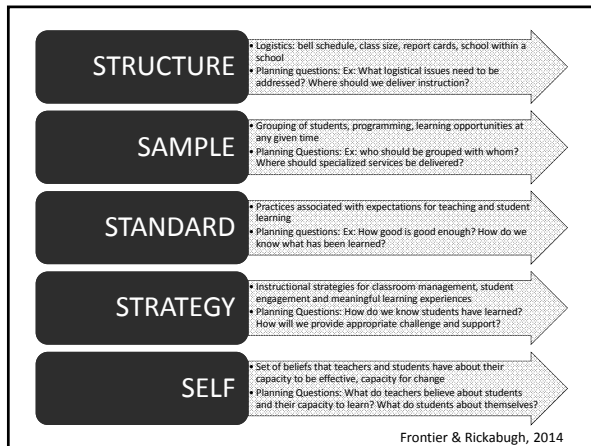 STRUCTURE
• Logistics: bell schedule, class size, report cards, school within a
school
• Planning questions: Ex: What logistical issues need to be
addressed? Where should we deliver instruction?
SAMPLE
• Grouping of students, programming, learning opportunities at
any given time
• Planning Questions: Ex: who should be grouped with whom?
Where should specialized services be delivered?
STANDARD
• Practices associated with expectations for teaching and student
learning
• Planning questions: Ex: How good is good enough? How do we
know what has been learned?
STRATEGY
• Instructional strategies for classroom management, student
engagement and meaningful learning experiences
• Planning Questions: How do we know students have learned?
How will we provide appropriate challenge and support?
SELF
• Set of beliefs that teachers and students have about their
capacity to be effective, capacity for change
• Planning Questions: What do teachers believe about students
and their capacity to learn? What do students about themselves?
Frontier & Rickabugh, 2014